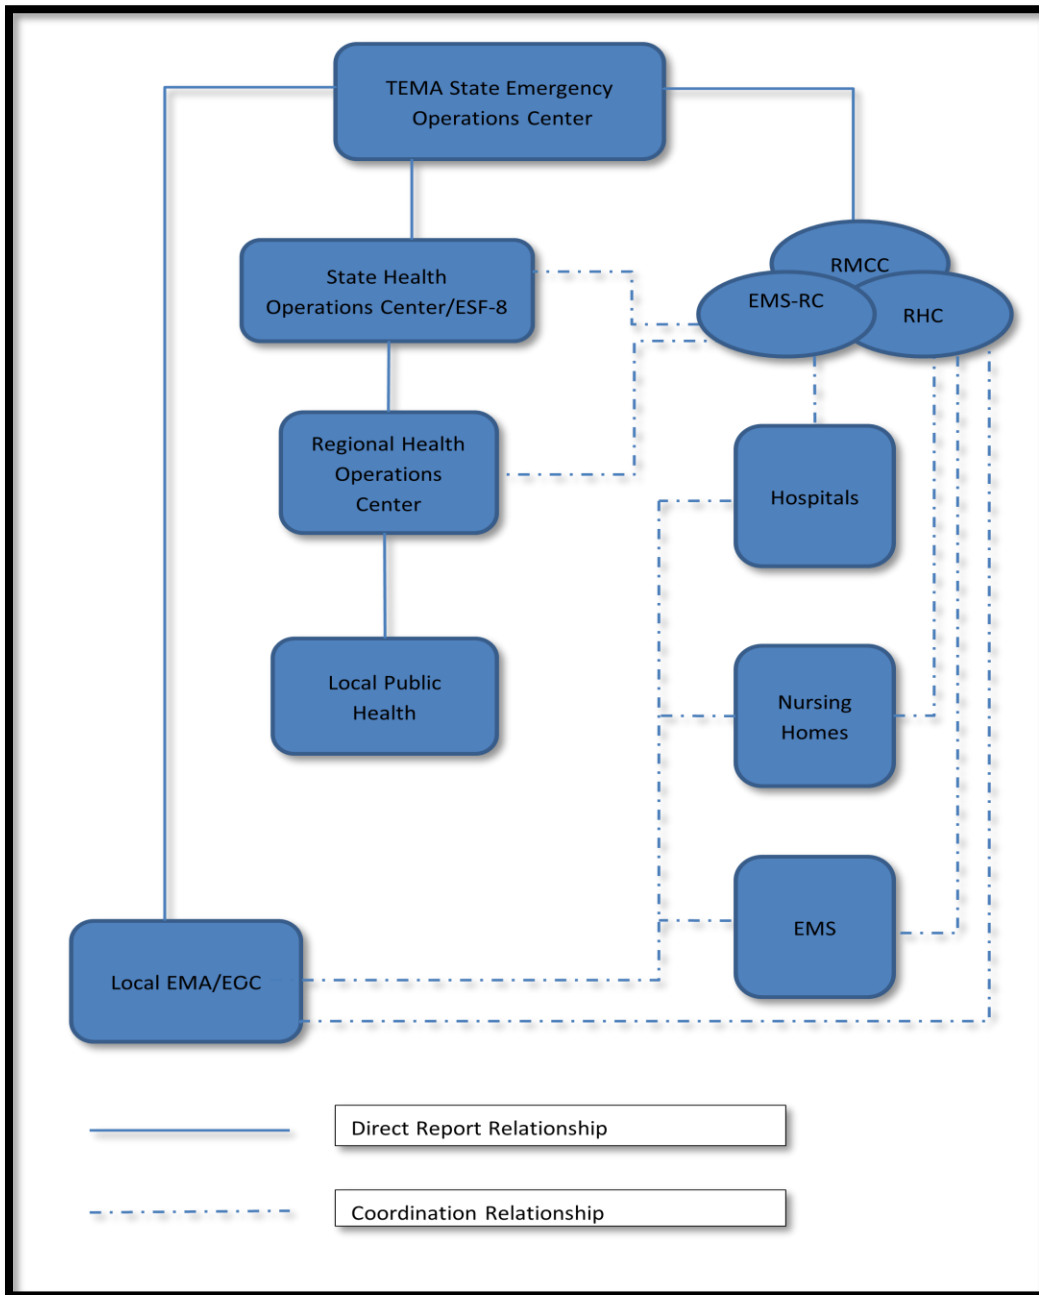 TEMA State Emergency
Operations Center
State Health
Operations Center/ESF-8
RMCC
EMS-RC
RHC
Regional Health
Operations
Center
Hospitals
Local Public
Health
Nursing
Homes
EMS
Local EMA/EOC
Direct Report Relationship
Coordination Relationship